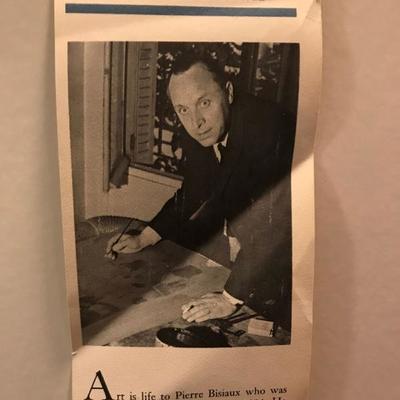 Art is life to Pierre Bisiaux who was